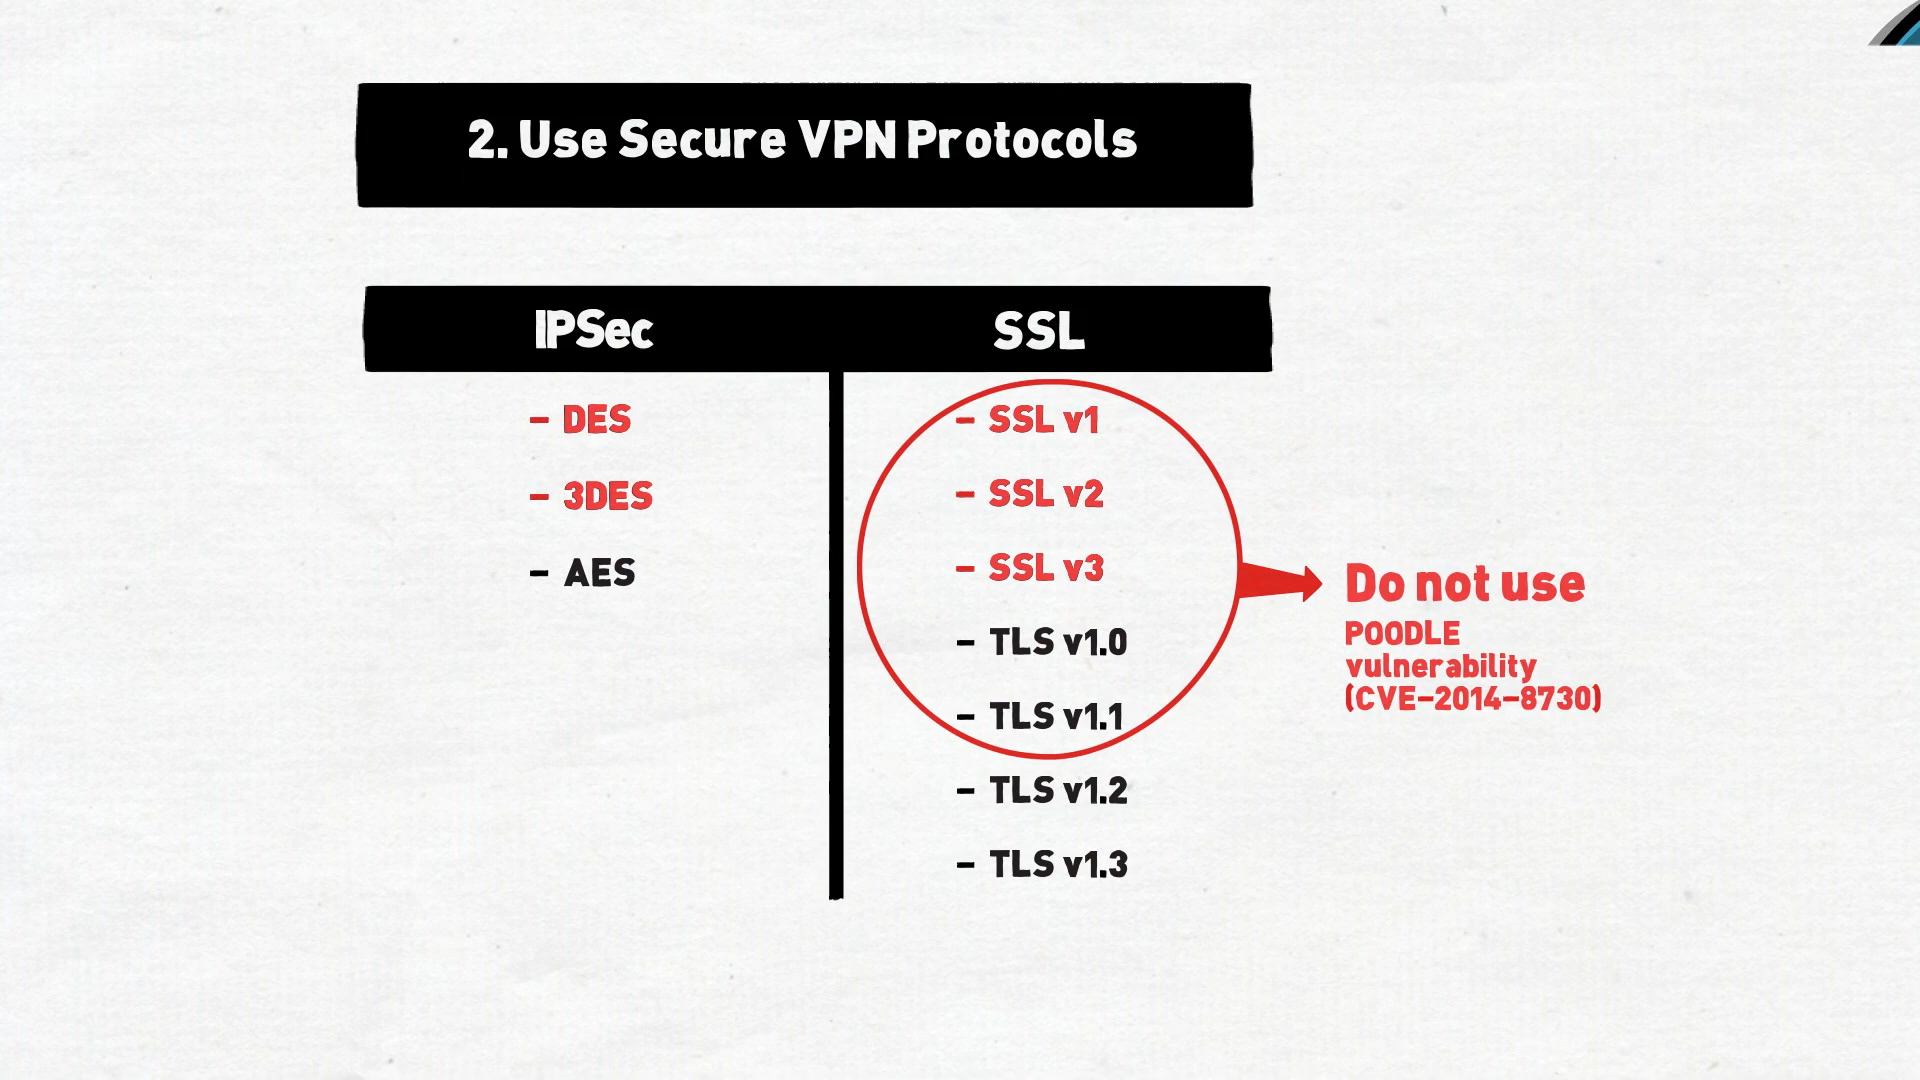 2. Use Secure VPN Protocols
IPSec
SSL
- DES
- 3DES
- AES
- SSL v1
- SSL v2
- SSL v3
- TLS v1.0
- TLS v1.1
- TLS v1.2
- TLS v1.3
Do not use
POODLE
vulnerability
(CVE-2014-8730)